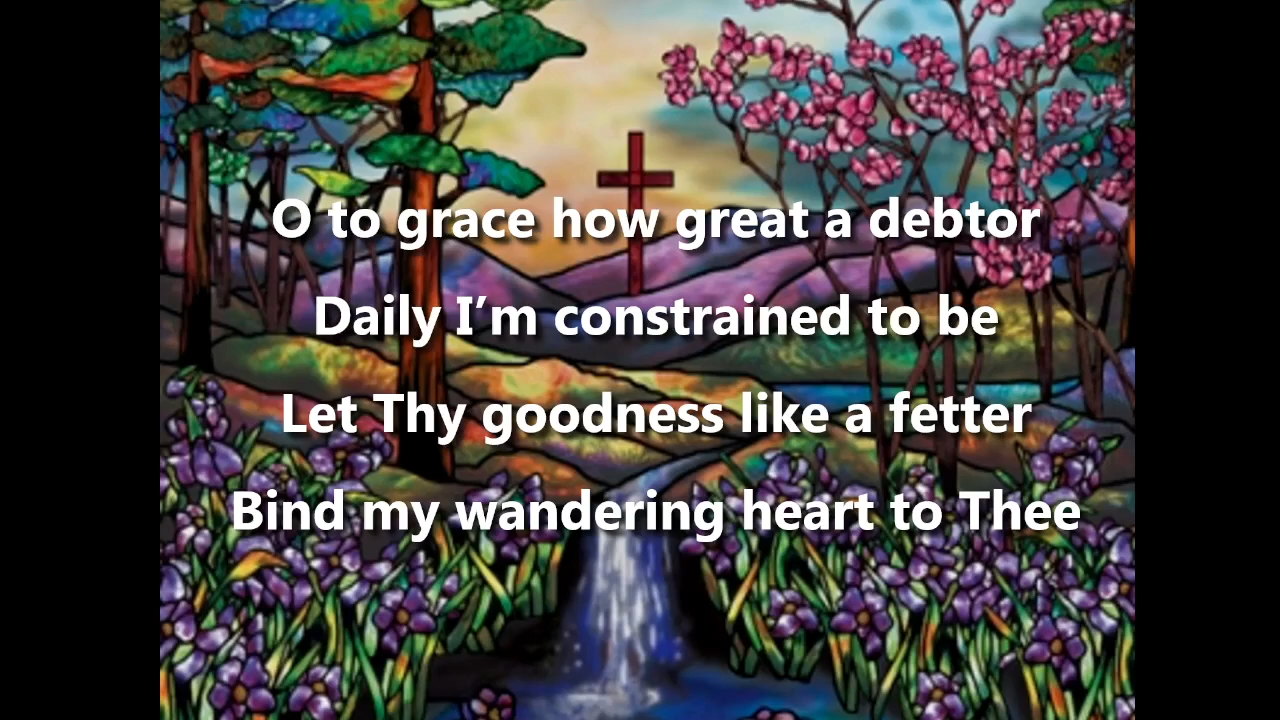 O to grace how great a debtor
Daily I’m constrained to be
Let Thy goodness like a fetter
Bind my wandering heart to Thee